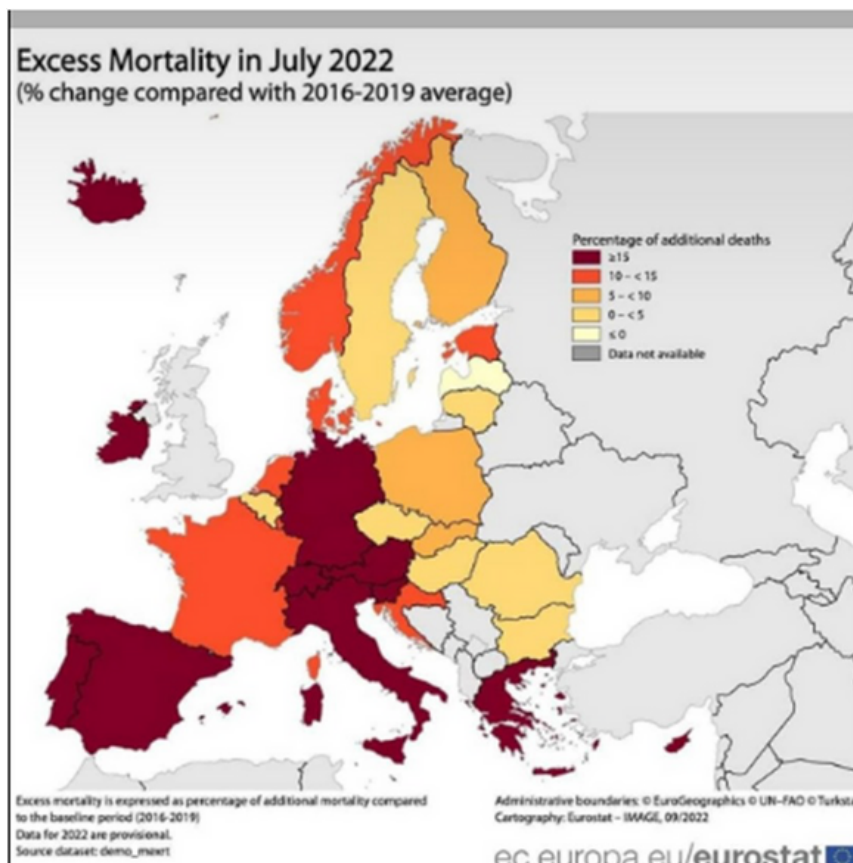 Excess Mortality in July 2022
(% change compared with 2016-2019 average)
Percentage of additional deaths
≥15
10 – < 15
5 – < 10
0 – < 5
≤ 0
Data not available
Excess mortality is expressed as percentage of additional mortality compared
to the baseline period (2016-2019)
Data for 2022 are provisional.
Source dataset: demo_mexrt
Administrative boundaries: © EuroGeographics © UN–FAO © Turksta
Cartography: Eurostat – IMAGE, 09/2022
ec.europa.eu/eurostat